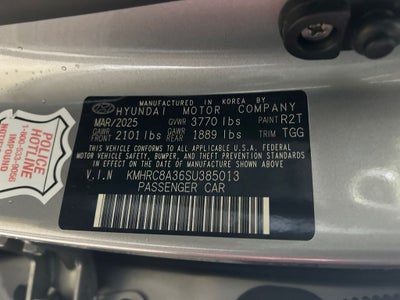 MANUFACTURED IN KOREA BY
HYUNDAI MOTOR COMPANY
MAR/2025 GVWR 3770 lbs PAINT R2T
GAWR FRONT 2101 lbs GAWR REAR 1889 lbs TRIM TGG
THIS VEHICLE CONFORMS TO ALL APPLICABLE U.S.A. FEDERAL
MOTOR VEHICLE SAFETY, BUMPER, AND THEFT PREVENTION
STANDARDS IN EFFECT ON THE DATE OF MANUFACTURE SHOWN ABOVE.
V.I.N KMHRC8A36SU385013
PASSENGER CAR
POLICE
HOTLINE